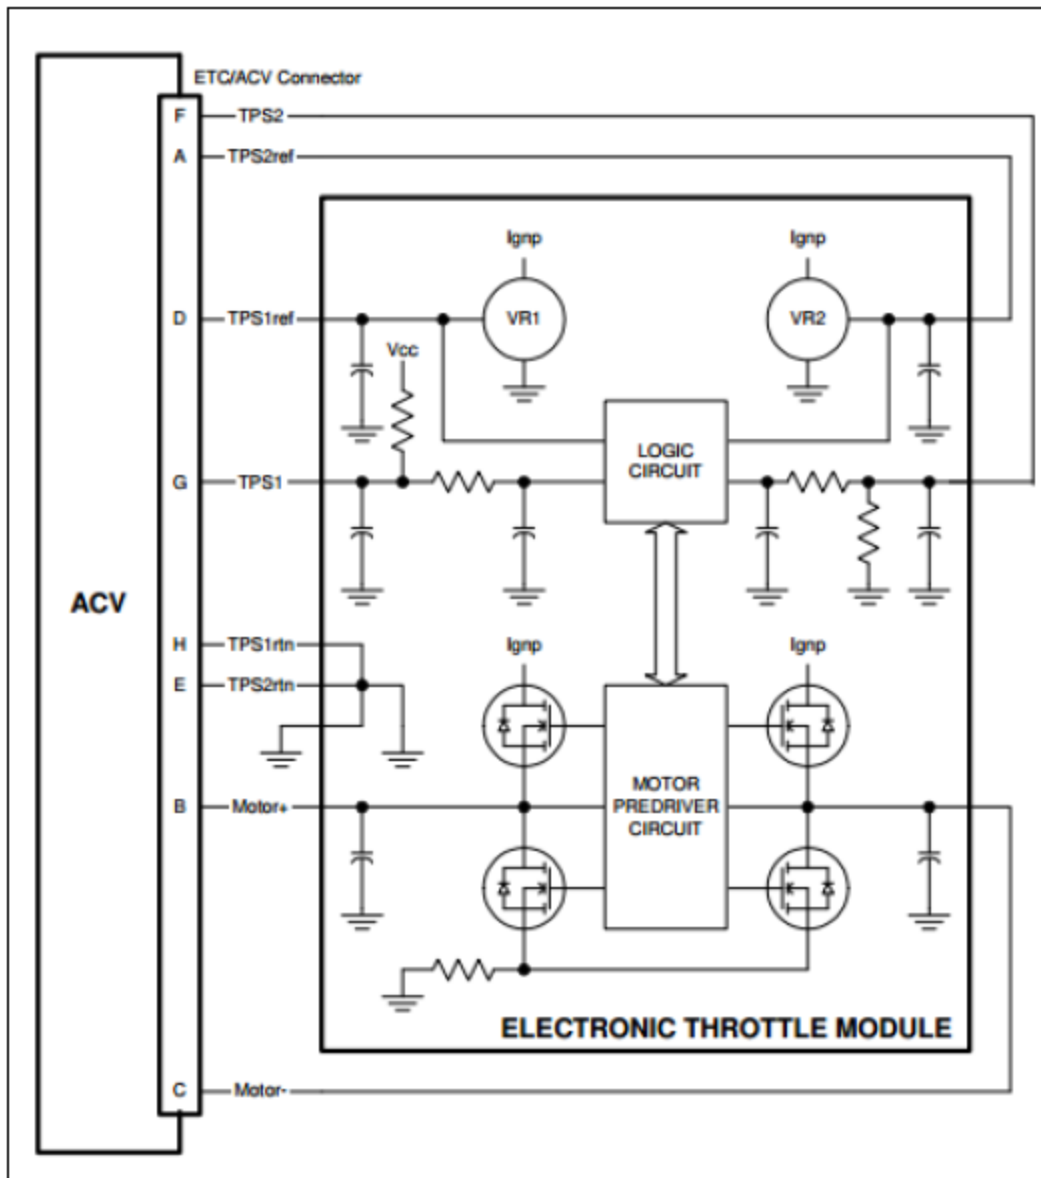 ETC/ACV Connector
F TPS2
A TPS2ref
Ignp Ignp
D TPS1ref VR1 VR2
Vcc
LOGIC
CIRCUIT
G TPS1
ACV
H TPS1rtn Ignp Ignp
E TPS2rtn
MOTOR
PREDRIVER
CIRCUIT
B Motor+
ELECTRONIC THROTTLE MODULE
C Motor-